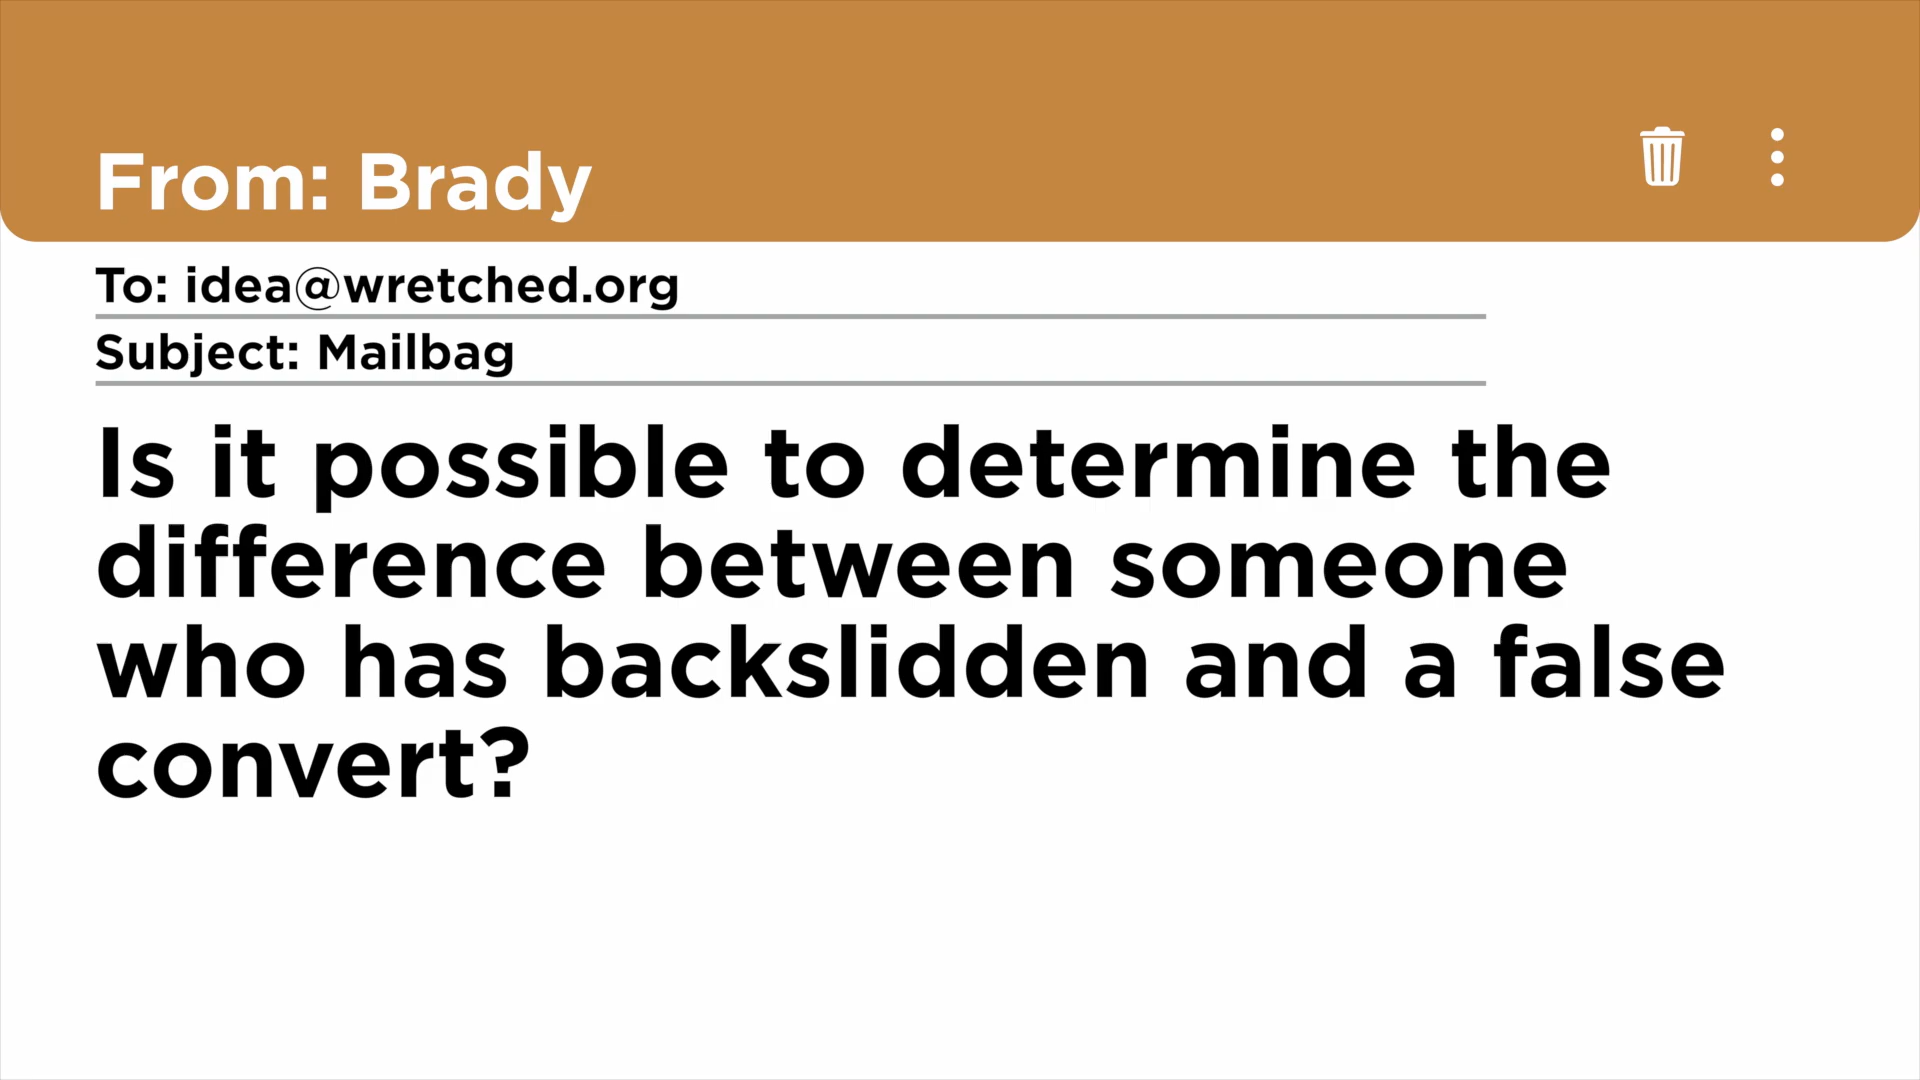 From: Brady
To: idea@wretched.org
Subject: Mailbag
Is it possible to determine the
difference between someone
who has backslidden and a false
convert?